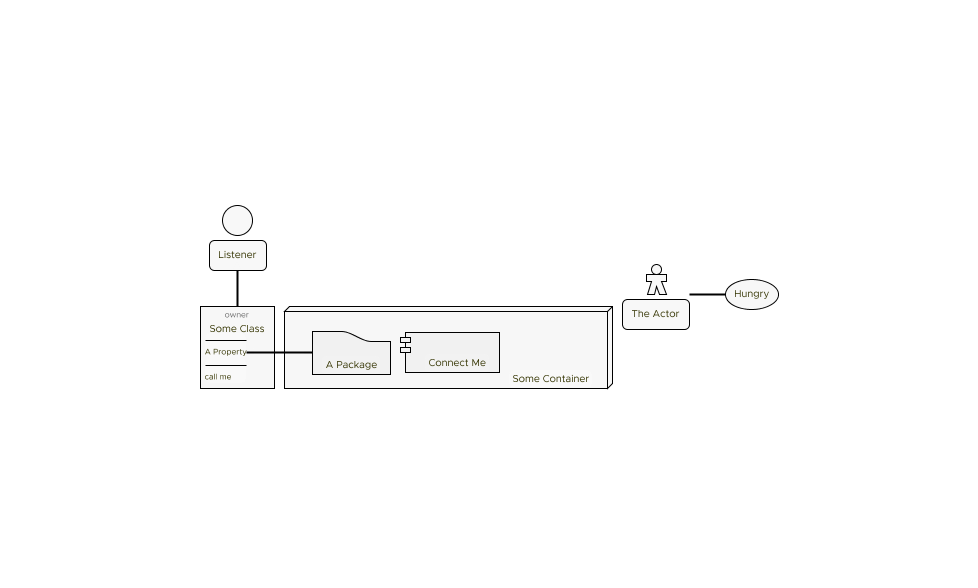 Listener
owner
Some Class
A Property
call me
A Package
Connect Me
Some Container
The Actor
Hungry